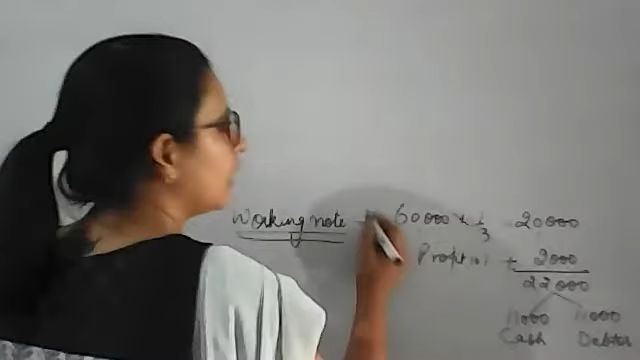 Working note - 60000 × 1/3 20000
Profit + 2000
22000
11000 11000
Cash Debtor